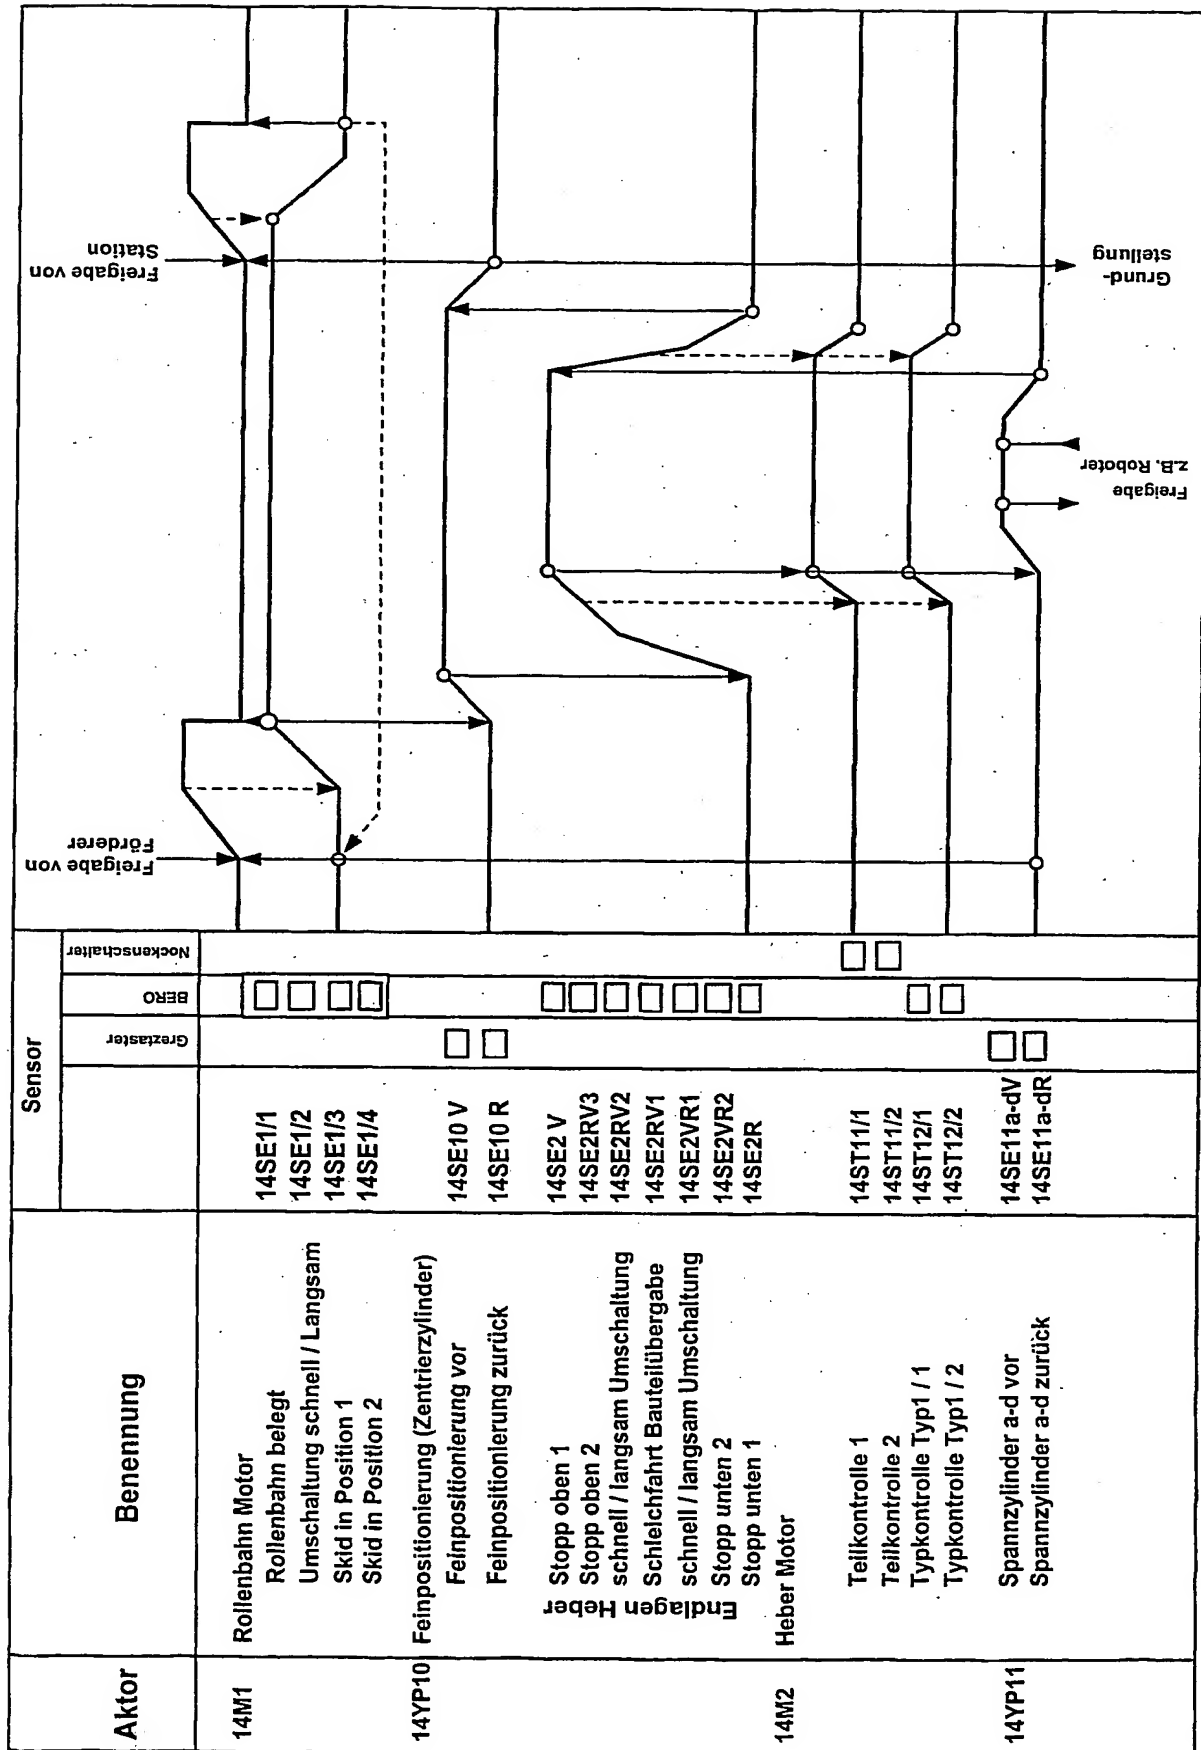 Aktor
Benennung
Sensor
Greztaster
BERO
Nockenschalter
14M1
Rollenbahn Motor
Rollenbahn belegt
14SE1/1
Umschaltung schnell / Langsam
14SE1/2
Skid in Position 1
14SE1/3
Skid in Position 2
14SE1/4
14YP10
Feinpositionierung (Zentrierzylinder)
Feinpositionierung vor
14SE10 V
Feinpositionierung zurück
14SE10 R
Endlagen Heber
Stopp oben 1
14SE2 V
Stopp oben 2
14SE2RV3
schnell / langsam Umschaltung
14SE2RV2
Schleichfahrt Bauteilübergabe
14SE2RV1
schnell / langsam Umschaltung
14SE2VR1
Stopp unten 2
14SE2VR2
Stopp unten 1
14SE2R
14M2
Heber Motor
Teilkontrolle 1
14ST11/1
Teilkontrolle 2
14ST11/2
Typkontrolle Typ1 / 1
14ST12/1
Typkontrolle Typ1 / 2
14ST12/2
14YP11
Spannzylinder a-d vor
14SE11a-dV
Spannzylinder a-d zurück
14SE11a-dR
Freigabe von
Förderer
Freigabe von
Station
Freigabe
z.B. Roboter
Grund-
stellung